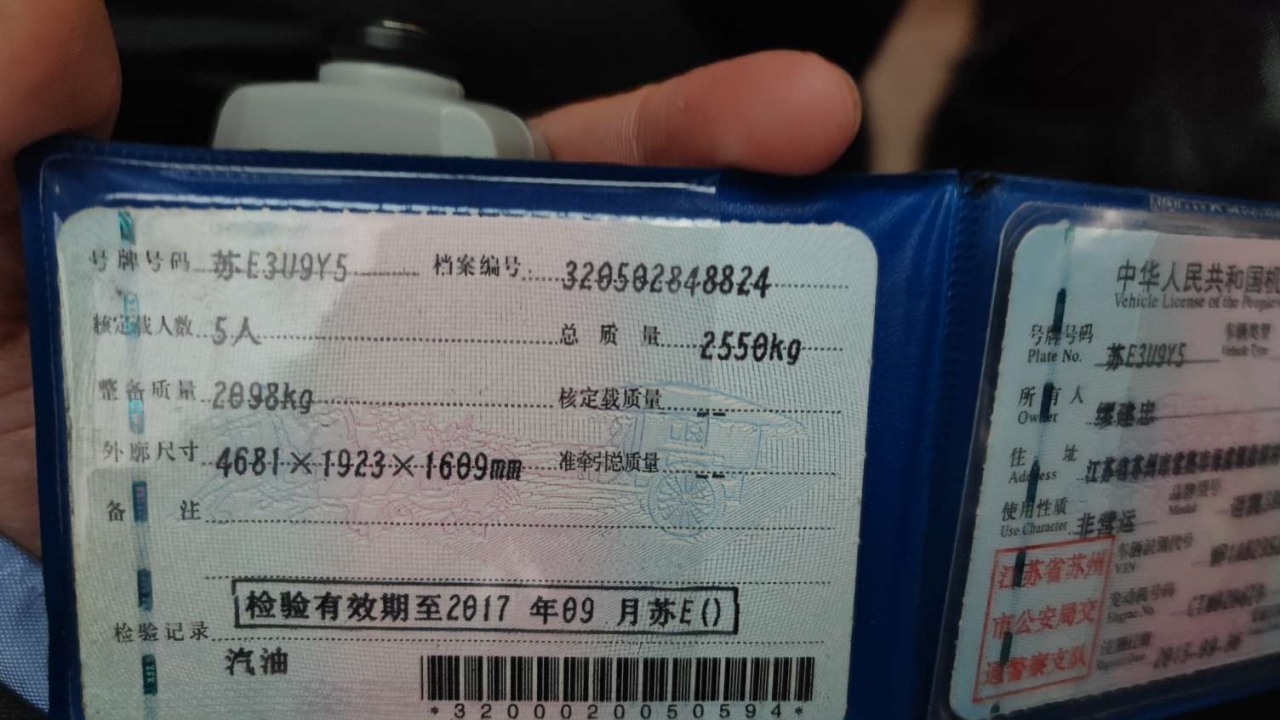 号牌号码 苏E3U9Y5 档案编号 320502848824
核定载人数 5人 总质量 2550kg
整备质量 2098kg 核定载质量 --
外廓尺寸 4681×1923×1609mm 准牵引总质量 --
备注
检验有效期至2017 年09 月苏E()
检验记录
汽油
*3200020050594*
中华人民共和国机
Vehicle License of the People
号牌号码 苏E3U9Y5 车辆类型
Plate No. Vehicle Type
所有人
Owner
住址 江苏省苏州市
Address
使用性质 非营运 品牌型号
Use Character Model
江苏省苏州
市公安局交
通警察支队
车辆识别代号
VIN
发动机号码
Engine No.